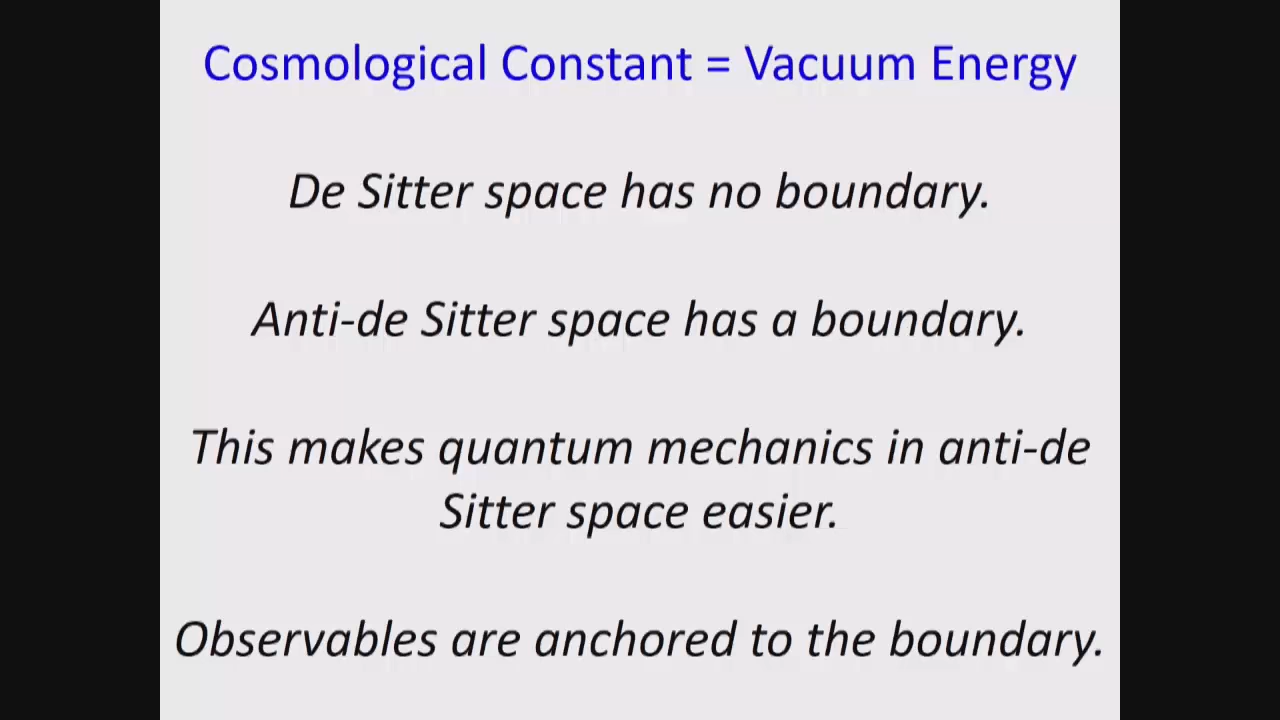 Cosmological Constant = Vacuum Energy
De Sitter space has no boundary.
Anti-de Sitter space has a boundary.
This makes quantum mechanics in anti-de
Sitter space easier.
Observables are anchored to the boundary.